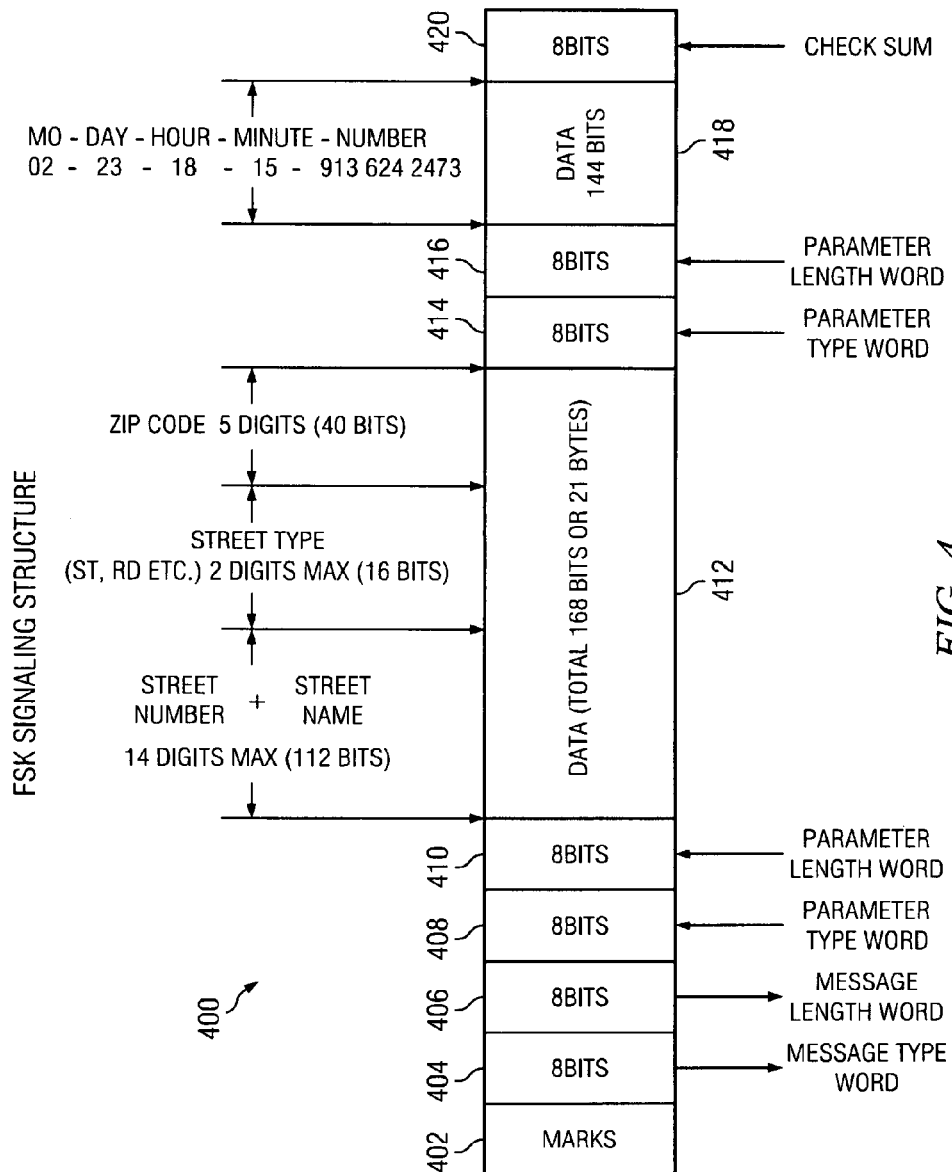 FSK SIGNALING STRUCTURE
420
8BITS
CHECK SUM
MO - DAY - HOUR - MINUTE - NUMBER
02 - 23 - 18 - 15 - 913 624 2473
DATA
144 BITS
418
416
8BITS
PARAMETER
LENGTH WORD
414
8BITS
PARAMETER
TYPE WORD
ZIP CODE 5 DIGITS (40 BITS)
STREET TYPE
(ST, RD ETC.) 2 DIGITS MAX (16 BITS)
STREET NUMBER + STREET NAME
14 DIGITS MAX (112 BITS)
DATA (TOTAL 168 BITS OR 21 BYTES)
412
410
8BITS
PARAMETER
LENGTH WORD
408
8BITS
PARAMETER
TYPE WORD
400
406
8BITS
MESSAGE
LENGTH WORD
404
8BITS
MESSAGE TYPE
WORD
402
MARKS
FIG. 4